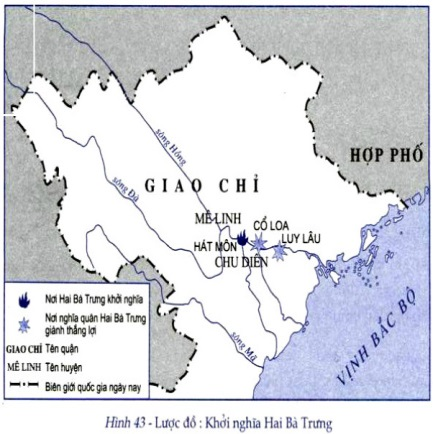 sông Hồng
sông Đà
HỢP PHỐ
GIAO CHỈ
MÊ LINH
CỔ LOA
HÁT MÔN
LUY LÂU
CHU DIÊN
sông Mã
VỊNH BẮC BỘ
Nơi Hai Bà Trưng khởi nghĩa
Nơi nghĩa quân Hai Bà Trưng
giành thắng lợi
GIAO CHỈ Tên quận
MÊ LINH Tên huyện
Biên giới quốc gia ngày nay
Hình 43 - Lược đồ : Khởi nghĩa Hai Bà Trưng